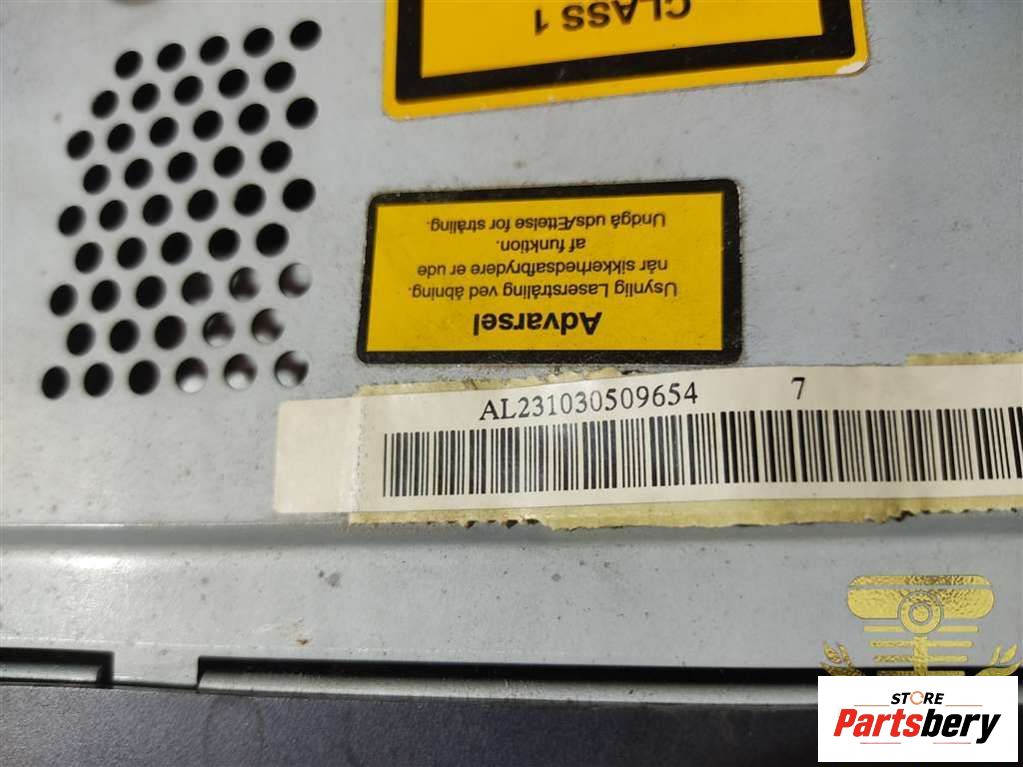 CLASS 1
Advarsel
Usynlig Laserstråling ved åbning.
når sikkerhedsafbrydere er ude
af funktion.
Undgå udsÆttelse for stråling.
AL231030509654 7
STORE
Partsbery